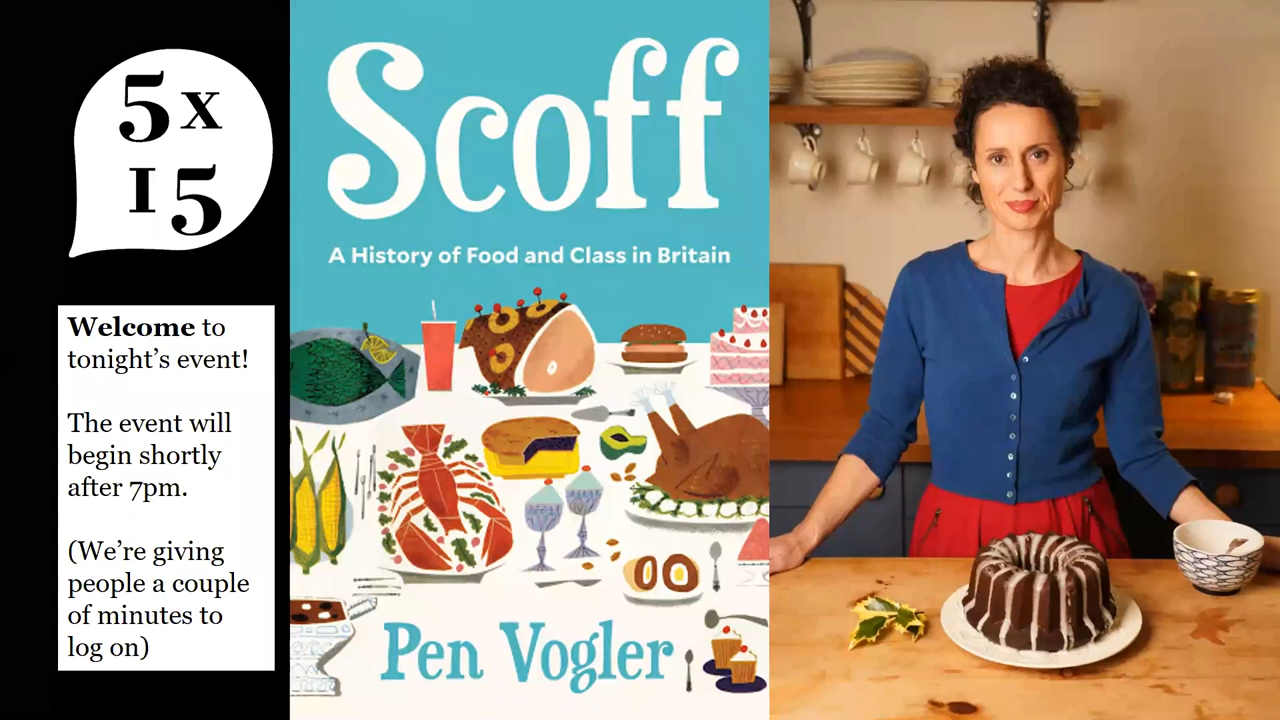 5x
15
Welcome to
tonight’s event!
The event will
begin shortly
after 7pm.
(We’re giving
people a couple
of minutes to
log on)
Scoff
A History of Food and Class in Britain
Pen Vogler